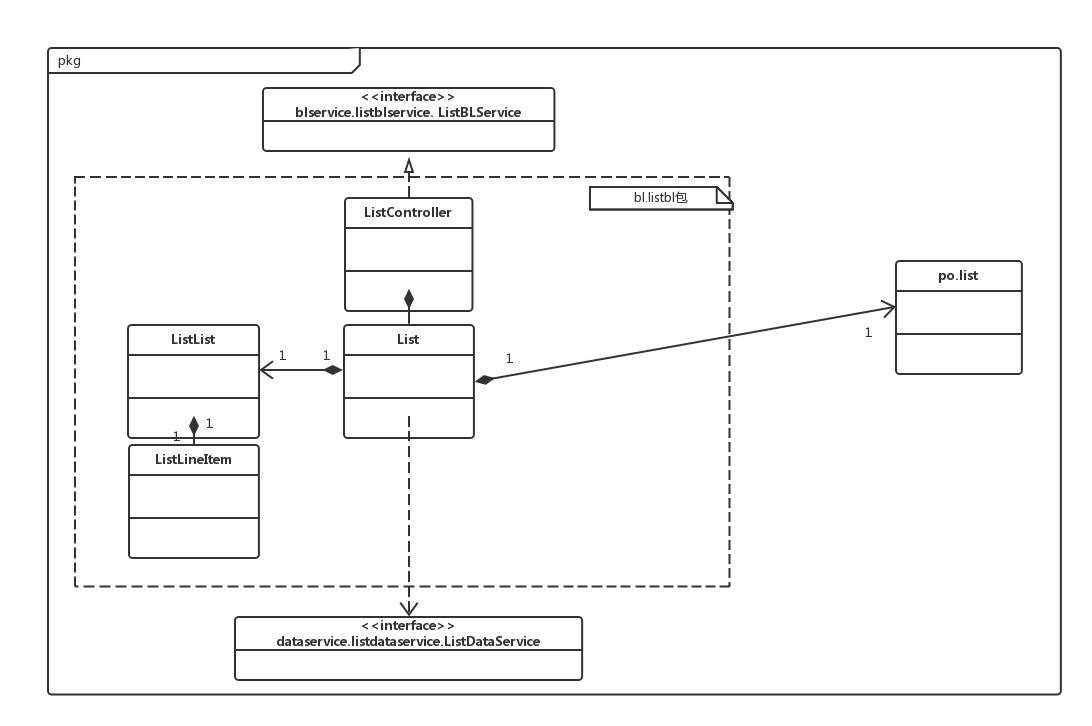 pkg
<<interface>>
blservice.listblservice. ListBLService
bl.listbl包
ListController
po.list
ListList
1
1
List
1
1
1
1
ListLineItem
<<interface>>
dataservice.listdataservice.ListDataService